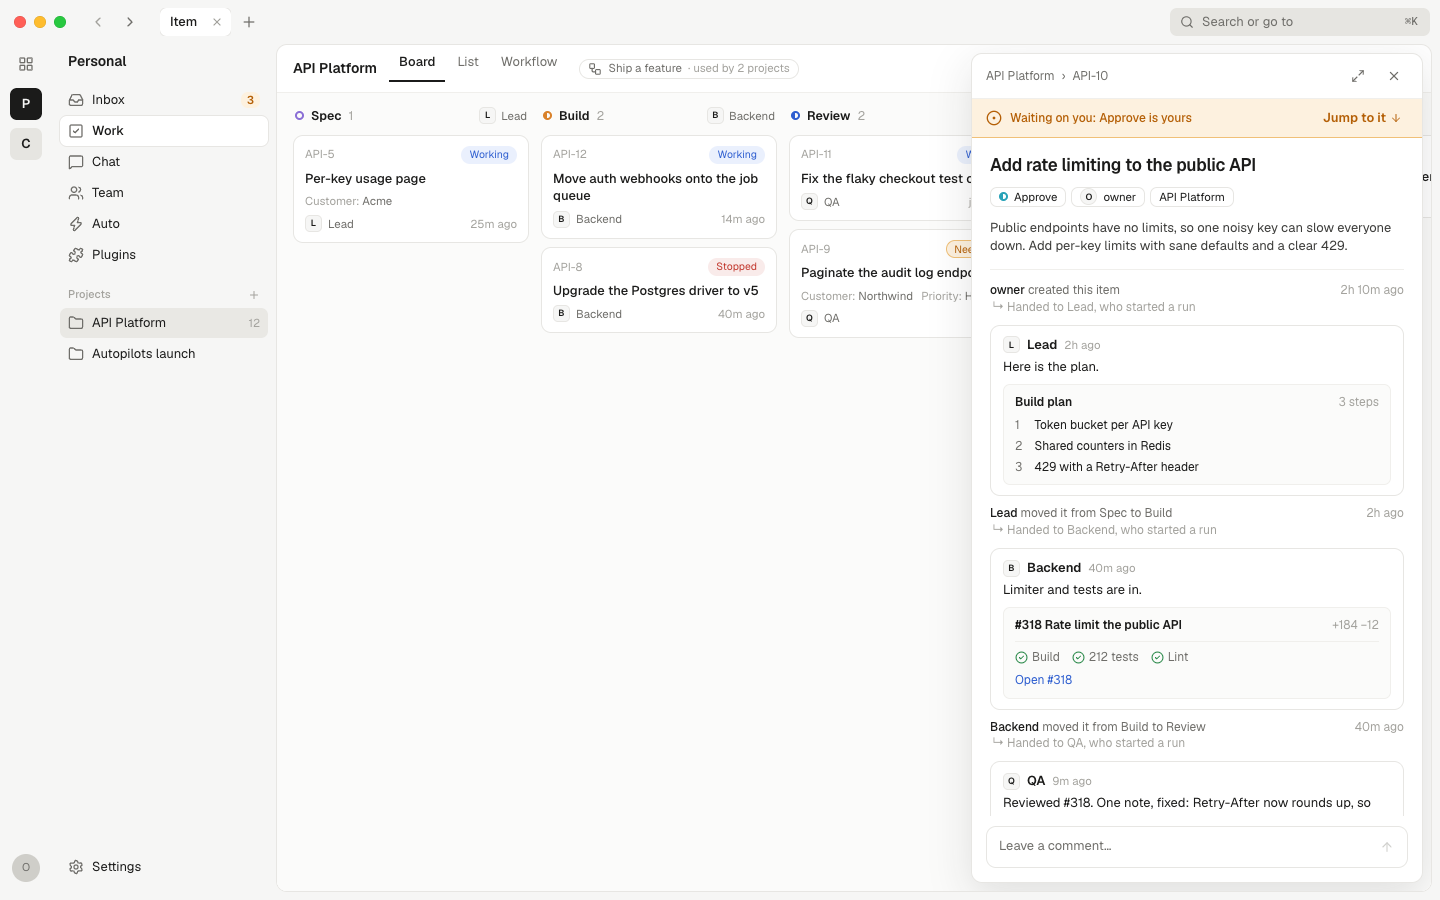 Item
Search or go to
⌘K
P
C
Personal
Inbox
3
Work
Chat
Team
Auto
Plugins
Projects
API Platform
12
Autopilots launch
O
Settings
API Platform
Board
List
Workflow
Ship a feature · used by 2 projects
Spec 1
L Lead
API-5
Working
Per-key usage page
Customer: Acme
L Lead
25m ago
Build 2
B Backend
API-12
Working
Move auth webhooks onto the job
queue
B Backend
14m ago
API-8
Stopped
Upgrade the Postgres driver to v5
B Backend
40m ago
Review 2
API-11
Fix the flaky checkout test
Q QA
API-9
Nee
Paginate the audit log
Customer: Northwind Priority: H
Q QA
API Platform › API-10
Waiting on you: Approve is yours
Jump to it ↓
Add rate limiting to the public API
Approve
O owner
API Platform
Public endpoints have no limits, so one noisy key can slow everyone
down. Add per-key limits with sane defaults and a clear 429.
owner created this item
2h 10m ago
Handed to Lead, who started a run
L Lead 2h ago
Here is the plan.
Build plan
3 steps
1 Token bucket per API key
2 Shared counters in Redis
3 429 with a Retry-After header
Lead moved it from Spec to Build
2h ago
Handed to Backend, who started a run
B Backend 40m ago
Limiter and tests are in.
#318 Rate limit the public API
+184 −12
Build
212 tests
Lint
Open #318
Backend moved it from Build to Review
40m ago
Handed to QA, who started a run
Q QA 9m ago
Reviewed #318. One note, fixed: Retry-After now rounds up, so
Leave a comment…